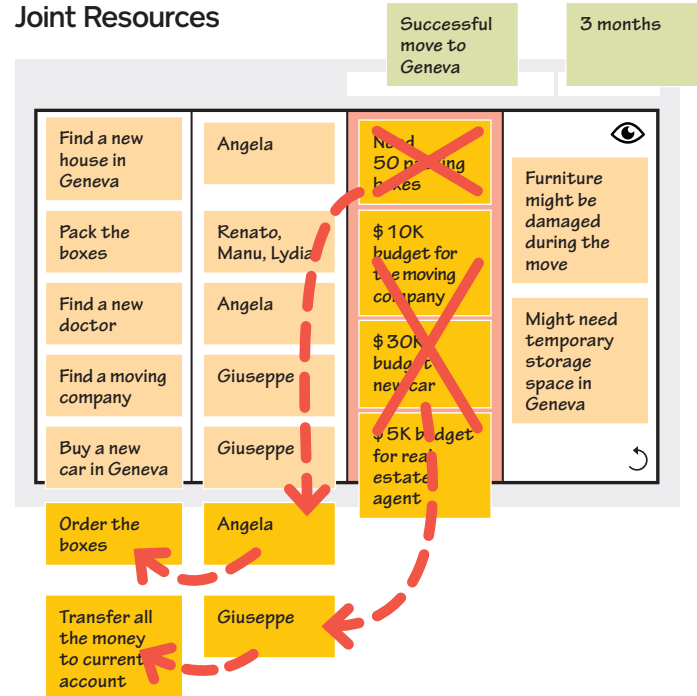 Joint Resources
Successful
move to
Geneva
3 months
Find a new
house in
Geneva
Angela
Need
50 packing
boxes
Furniture
might be
damaged
during the
move
Pack the
boxes
Renato,
Manu, Lydia
$10K
budget for
the moving
company
Find a new
doctor
Angela
Might need
temporary
storage
space in
Geneva
$30K
budget
new car
Find a moving
company
Giuseppe
Buy a new
car in Geneva
Giuseppe
$5K budget
for real
estate
agent
Order the
boxes
Angela
Transfer all
the money
to current
account
Giuseppe